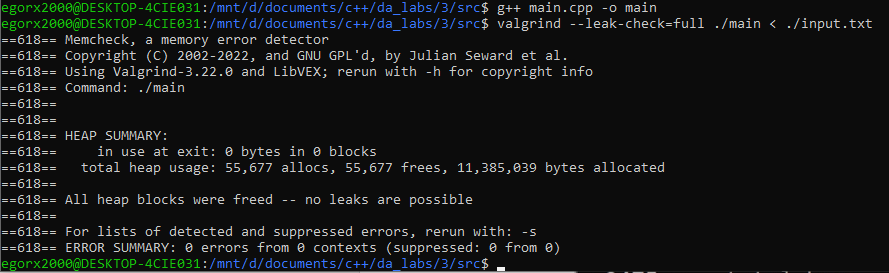 egorx2000@DESKTOP-4CIE031:/mnt/d/documents/c++/da_labs/3/src$ g++ main.cpp -o main
egorx2000@DESKTOP-4CIE031:/mnt/d/documents/c++/da_labs/3/src$ valgrind --leak-check=full ./main < ./input.txt
==618== Memcheck, a memory error detector
==618== Copyright (C) 2002-2022, and GNU GPL'd, by Julian Seward et al.
==618== Using Valgrind-3.22.0 and LibVEX; rerun with -h for copyright info
==618== Command: ./main
==618==
==618==
==618== HEAP SUMMARY:
==618==     in use at exit: 0 bytes in 0 blocks
==618==   total heap usage: 55,677 allocs, 55,677 frees, 11,385,039 bytes allocated
==618==
==618== All heap blocks were freed -- no leaks are possible
==618==
==618== For lists of detected and suppressed errors, rerun with: -s
==618== ERROR SUMMARY: 0 errors from 0 contexts (suppressed: 0 from 0)
egorx2000@DESKTOP-4CIE031:/mnt/d/documents/c++/da_labs/3/src$